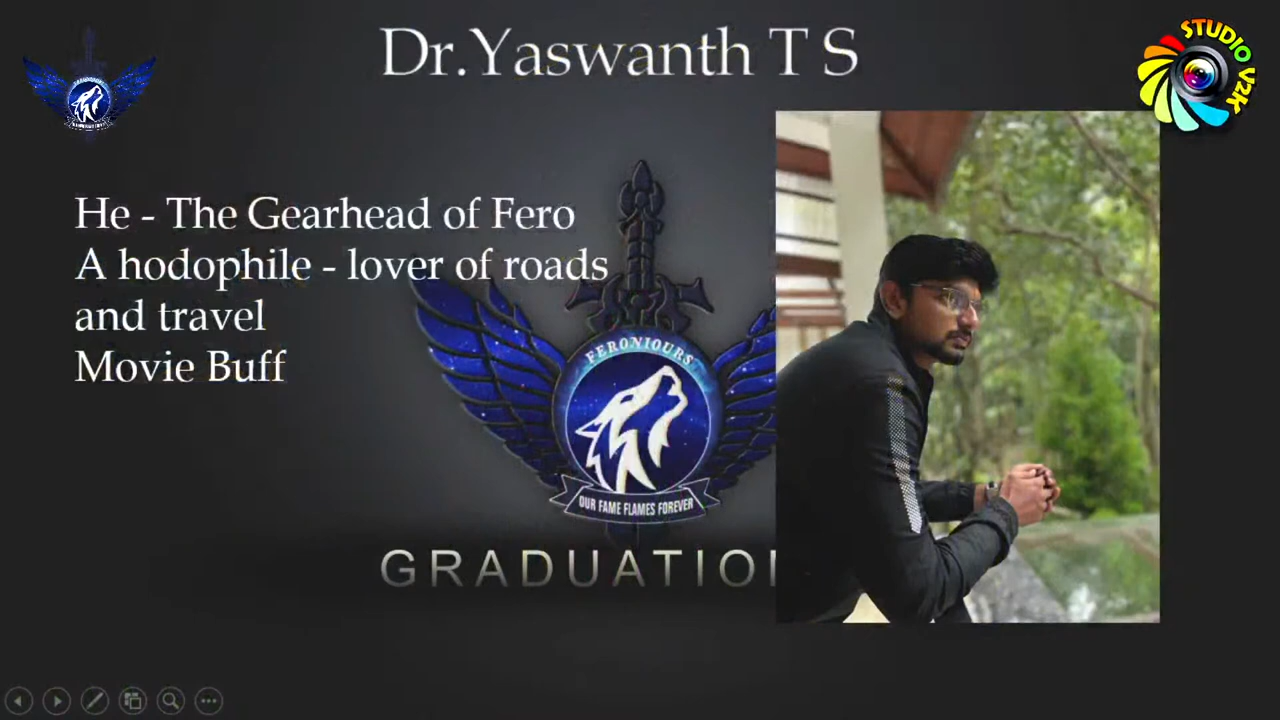 Dr.Yaswanth T S
STUDIO V2K
He - The Gearhead of Fero
A hodophile - lover of roads
and travel
Movie Buff
FERONIOURS
OUR FAME FLAMES FOREVER
GRADUATIO